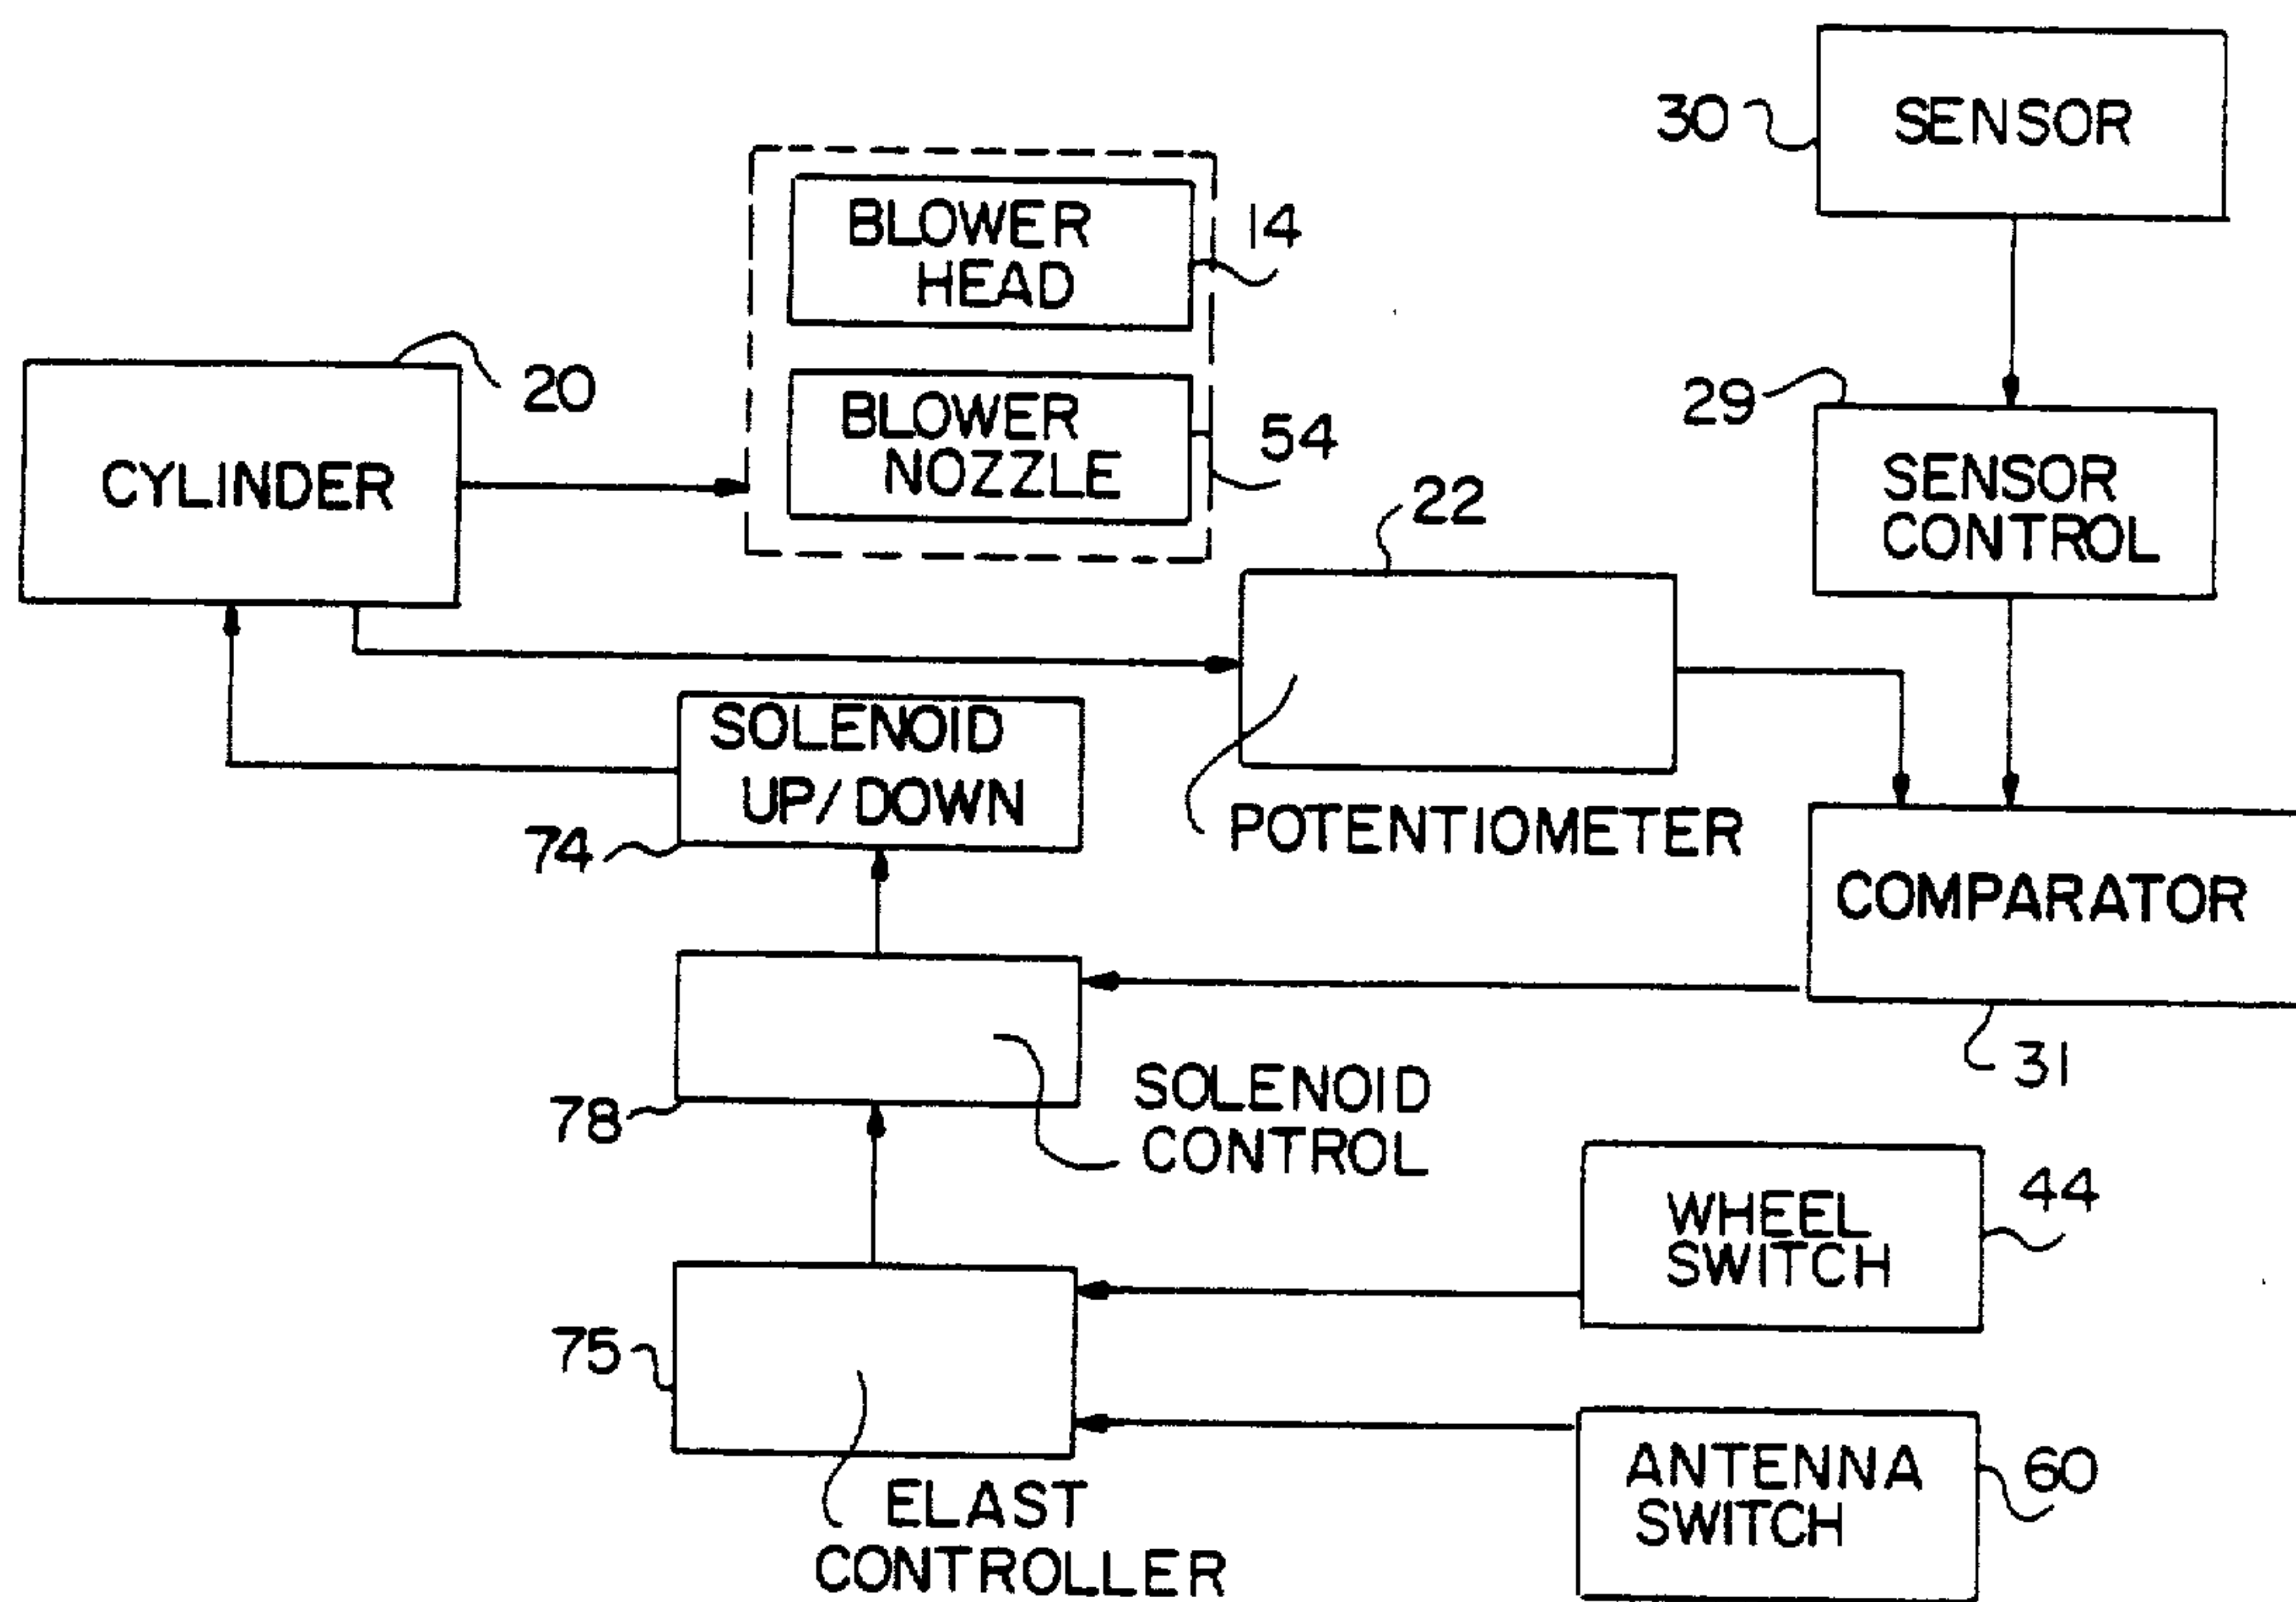 30
SENSOR
BLOWER
HEAD
14
20
CYLINDER
BLOWER
NOZZLE
54
29
SENSOR
CONTROL
22
SOLENOID
UP/DOWN
74
POTENTIOMETER
COMPARATOR
31
78
SOLENOID
CONTROL
WHEEL
SWITCH
44
75
ELAST
CONTROLLER
ANTENNA
SWITCH
60